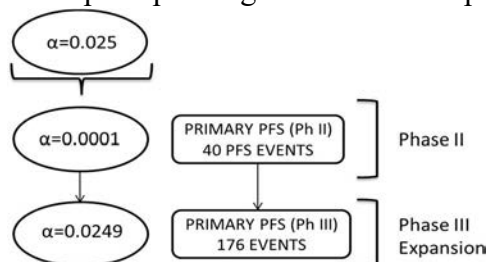 α=0.025
α=0.0001
PRIMARY PFS (Ph II)
40 PFS EVENTS
Phase II
α=0.0249
PRIMARY PFS (Ph III)
176 EVENTS
Phase III
Expansion